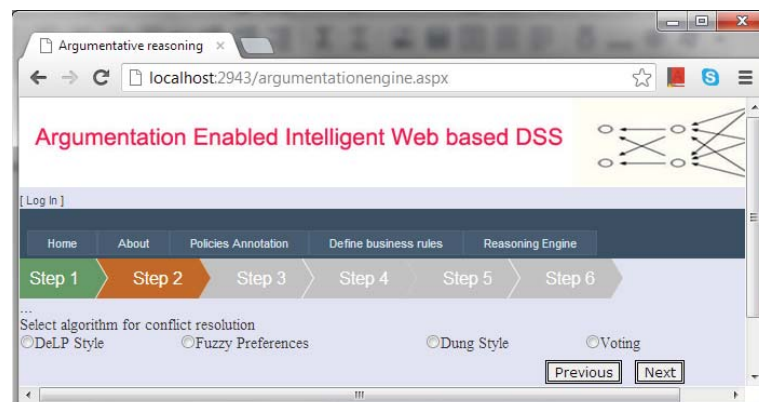 Argumentative reasoning
localhost:2943/argumentationengine.aspx
Argumentation Enabled Intelligent Web based DSS
[ Log In ]
Home About Policies Annotation Define business rules Reasoning Engine
Step 1 Step 2 Step 3 Step 4 Step 5 Step 6
...
Select algorithm for conflict resolution
DeLP Style Fuzzy Preferences Dung Style Voting
Previous Next